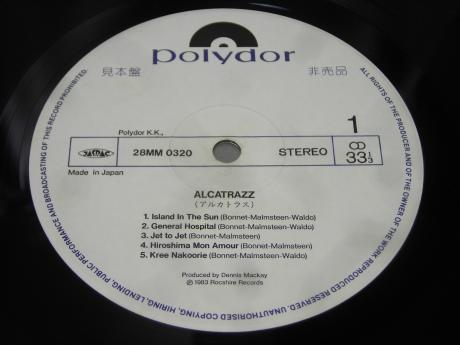 polydor
見本盤
非売品
Polydor K.K.,
1
JASRAC
28MM 0320
STEREO
33 1/3
Made in Japan
ALCATRAZZ
(アルカトラス)
1. Island In The Sun (Bonnet-Malmsteen-Waldo)
2. General Hospital (Bonnet-Malmsteen-Waldo)
3. Jet to Jet (Bonnet-Malmsteen)
4. Hiroshima Mon Amour (Bonnet-Malmsteen)
5. Kree Nakoorie (Bonnet-Malmsteen-Waldo)
Produced by Dennis Mackay
℗ 1983 Rocshire Records
ALL RIGHTS OF THE PRODUCER AND OF THE OWNER OF THE WORK REPRODUCED RESERVED. UNAUTHORISED COPYING, HIRING, LENDING, PUBLIC PERFORMANCE AND BROADCASTING OF THIS RECORD PROHIBITED.